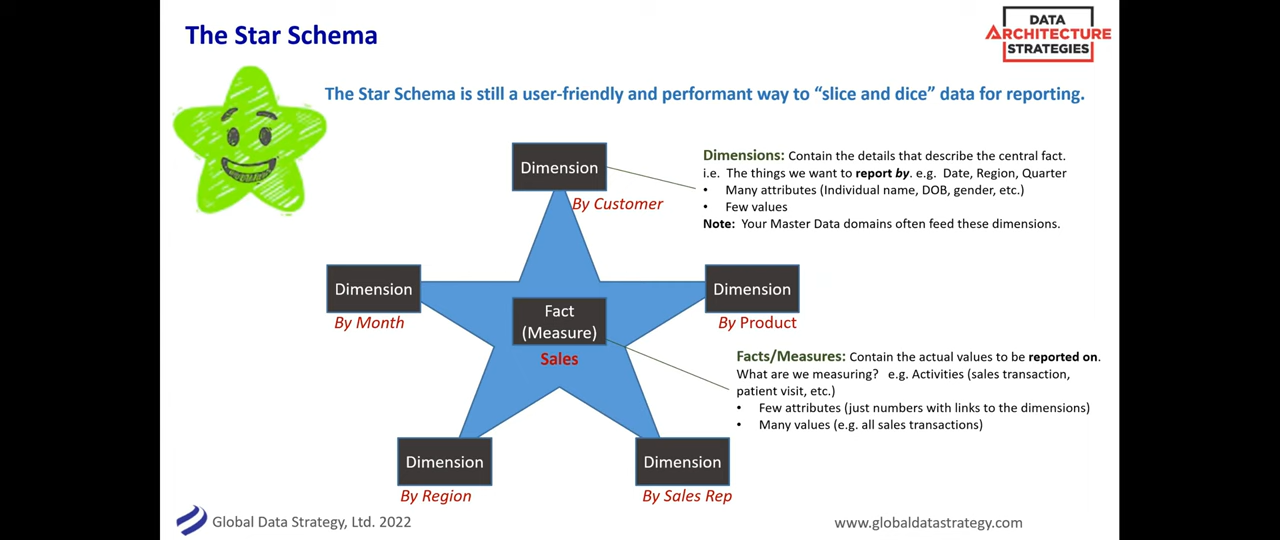 The Star Schema
DATA
ARCHITECTURE
STRATEGIES
The Star Schema is still a user-friendly and performant way to “slice and dice” data for reporting.
Dimension
By Customer
Dimensions: Contain the details that describe the central fact.
i.e. The things we want to report by. e.g. Date, Region, Quarter
• Many attributes (Individual name, DOB, gender, etc.)
• Few values
Note: Your Master Data domains often feed these dimensions.
Dimension
By Month
Fact
(Measure)
Sales
Dimension
By Product
Facts/Measures: Contain the actual values to be reported on.
What are we measuring? e.g. Activities (sales transaction,
patient visit, etc.)
• Few attributes (just numbers with links to the dimensions)
• Many values (e.g. all sales transactions)
Dimension
By Region
Dimension
By Sales Rep
Global Data Strategy, Ltd. 2022
www.globaldatastrategy.com